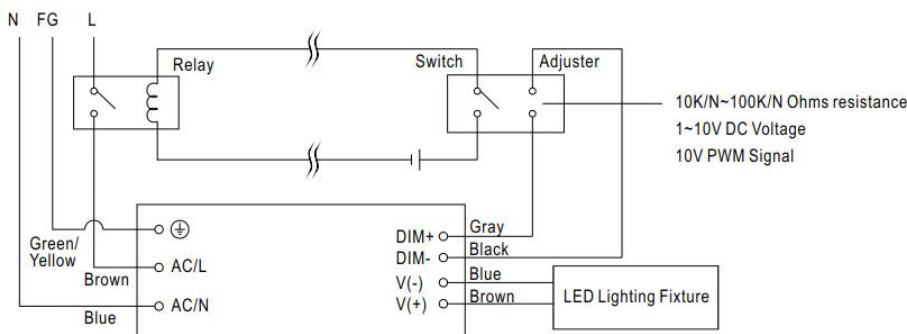 N FG L
Relay
Switch
Adjuster
10K/N~100K/N Ohms resistance
1~10V DC Voltage
10V PWM Signal
Green/
Yellow
Brown
Blue
AC/L
AC/N
DIM+
DIM-
V(-)
V(+)
Gray
Black
Blue
Brown
LED Lighting Fixture